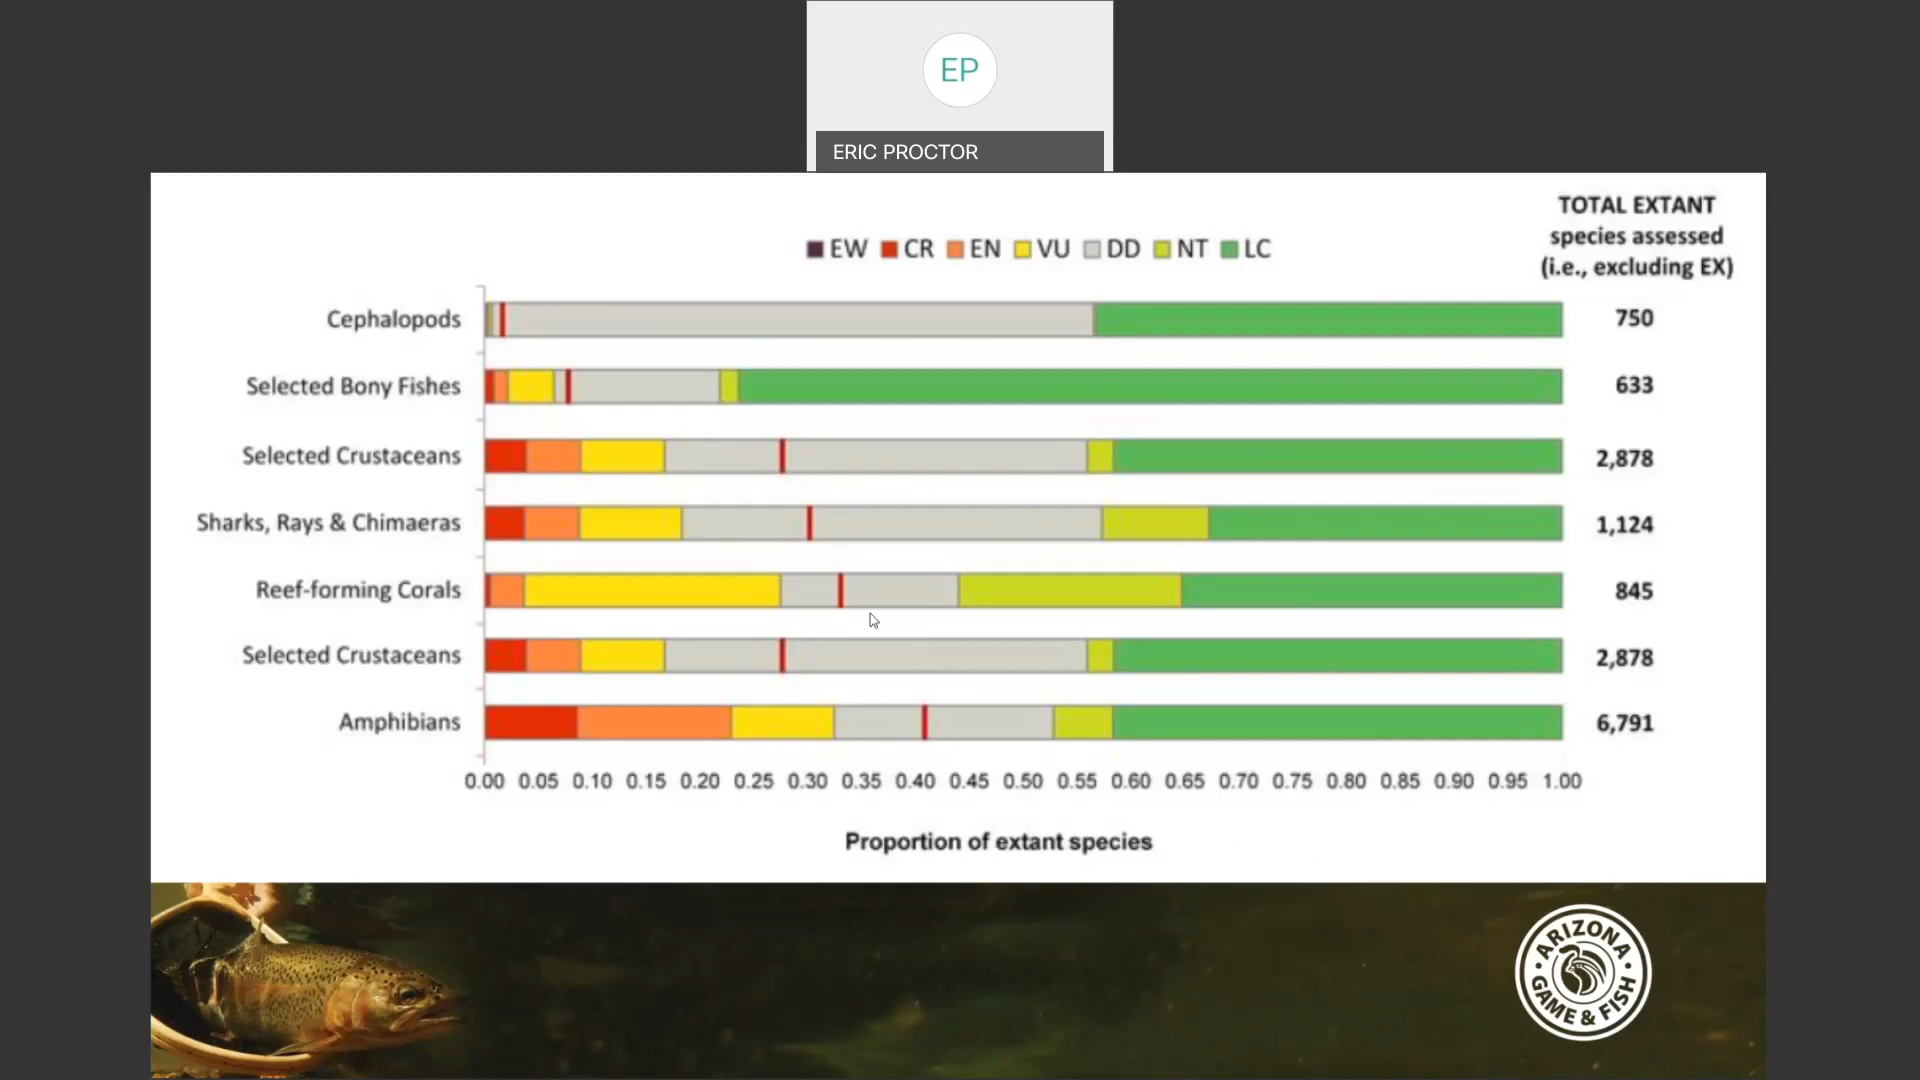 EP
ERIC PROCTOR
TOTAL EXTANT
species assessed
(i.e., excluding EX)
EW CR EN VU DD NT LC
Cephalopods 750
Selected Bony Fishes 633
Selected Crustaceans 2,878
Sharks, Rays & Chimaeras 1,124
Reef-forming Corals 845
Selected Crustaceans 2,878
Amphibians 6,791
0.00 0.05 0.10 0.15 0.20 0.25 0.30 0.35 0.40 0.45 0.50 0.55 0.60 0.65 0.70 0.75 0.80 0.85 0.90 0.95 1.00
Proportion of extant species
ARIZONA
GAME & FISH